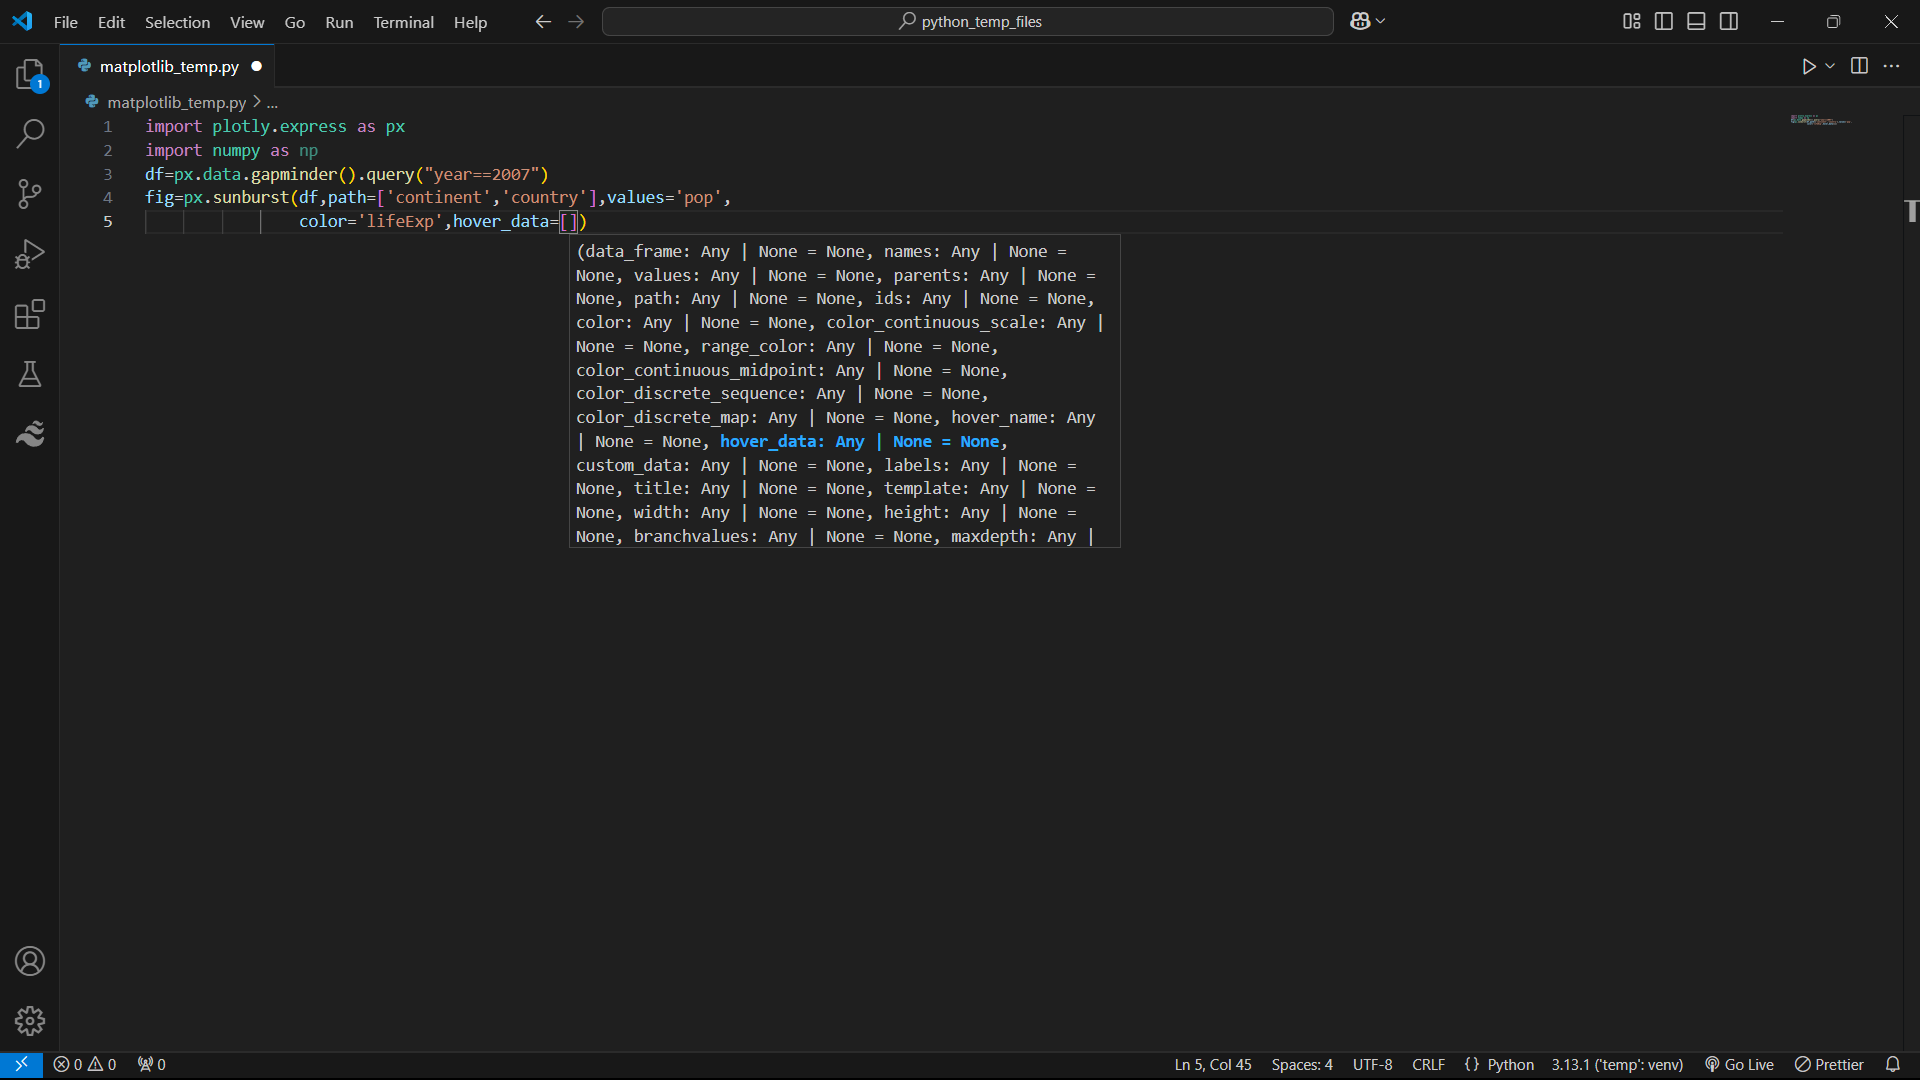 File Edit Selection View Go Run Terminal Help
python_temp_files
1
matplotlib_temp.py
matplotlib_temp.py > ...
1 import plotly.express as px
2 import numpy as np
3 df=px.data.gapminder().query("year==2007")
4 fig=px.sunburst(df,path=['continent','country'],values='pop',
5 color='lifeExp',hover_data=[])
(data_frame: Any | None = None, names: Any | None =
None, values: Any | None = None, parents: Any | None =
None, path: Any | None = None, ids: Any | None = None,
color: Any | None = None, color_continuous_scale: Any |
None = None, range_color: Any | None = None,
color_continuous_midpoint: Any | None = None,
color_discrete_sequence: Any | None = None,
color_discrete_map: Any | None = None, hover_name: Any
| None = None, hover_data: Any | None = None,
custom_data: Any | None = None, labels: Any | None =
None, title: Any | None = None, template: Any | None =
None, width: Any | None = None, height: Any | None =
None, branchvalues: Any | None = None, maxdepth: Any |
0 0 0 Ln 5, Col 45 Spaces: 4 UTF-8 CRLF {} Python 3.13.1 ('temp': venv) Go Live Prettier